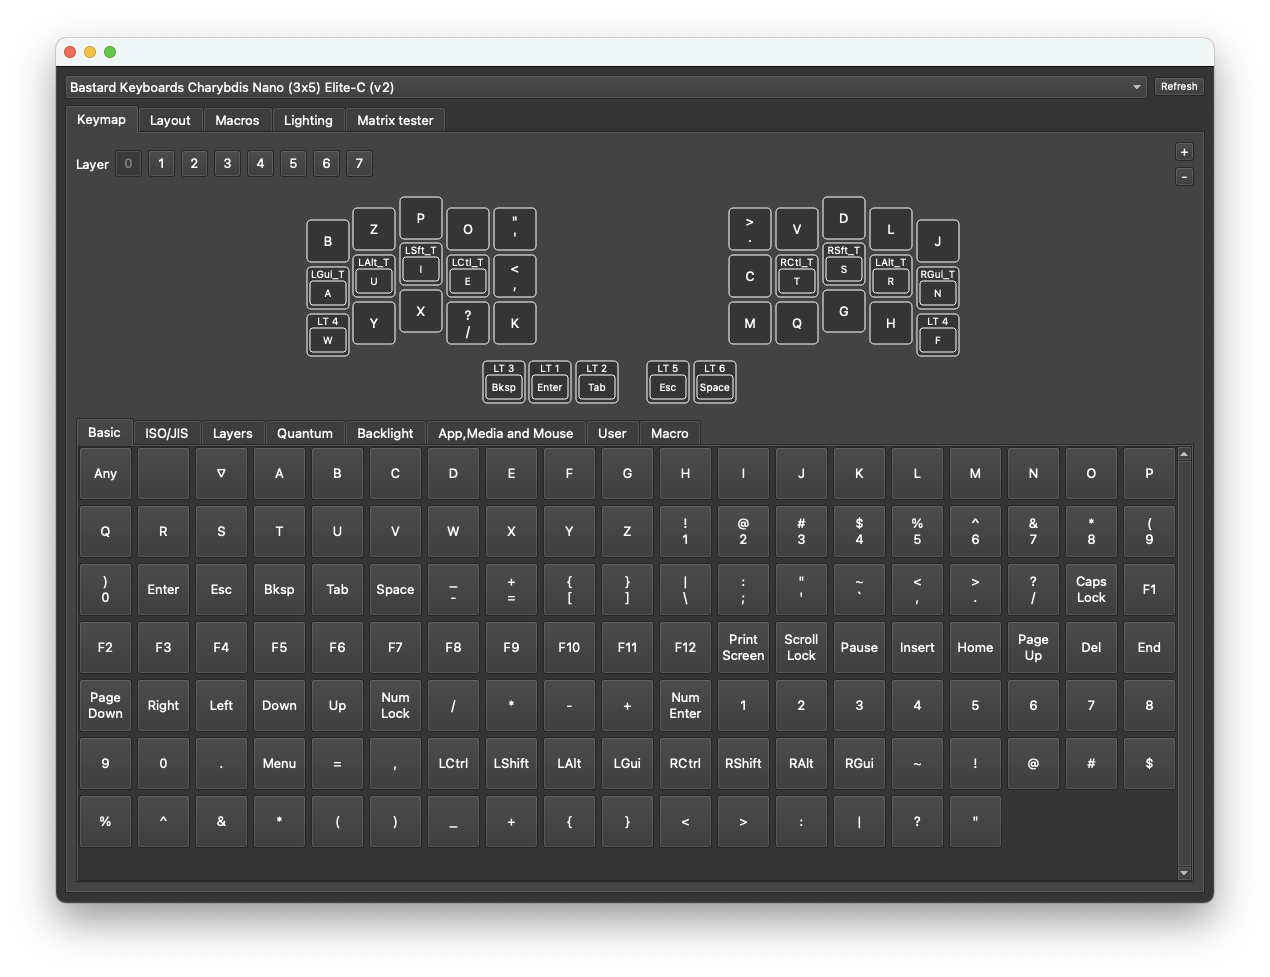 Bastard Keyboards Charybdis Nano (3x5) Elite-C (v2)
Refresh
Keymap Layout Macros Lighting Matrix tester
Layer 0 1 2 3 4 5 6 7
+
-
B Z P O " ' > . V D L J
LGui_T A LAlt_T U LSft_T I LCtl_T E < , C RCtl_T T RSft_T S LAlt_T R RGui_T N
LT 4 W Y X ? / K M Q G H LT 4 F
LT 3 LT 1 LT 2 LT 5 LT 6
Bksp Enter Tab Esc Space
Basic ISO/JIS Layers Quantum Backlight App,Media and Mouse User Macro
Any ▽ A B C D E F G H I J K L M N O P
Q R S T U V W X Y Z ! 1 @ 2 # 3 $ 4 % 5 ^ 6 & 7 * 8 ( 9
) 0 Enter Esc Bksp Tab Space _ - + = { [ } ] | \ : ; " ' ~ ` < , > . ? / Caps Lock F1
F2 F3 F4 F5 F6 F7 F8 F9 F10 F11 F12 Print Screen Scroll Lock Pause Insert Home Page Up Del End
Page Down Right Left Down Up Num Lock / * - + Num Enter 1 2 3 4 5 6 7 8
9 0 . Menu = , LCtrl LShift LAlt LGui RCtrl RShift RAlt RGui ~ ! @ # $
% ^ & * ( ) _ + { } < > : | ? "